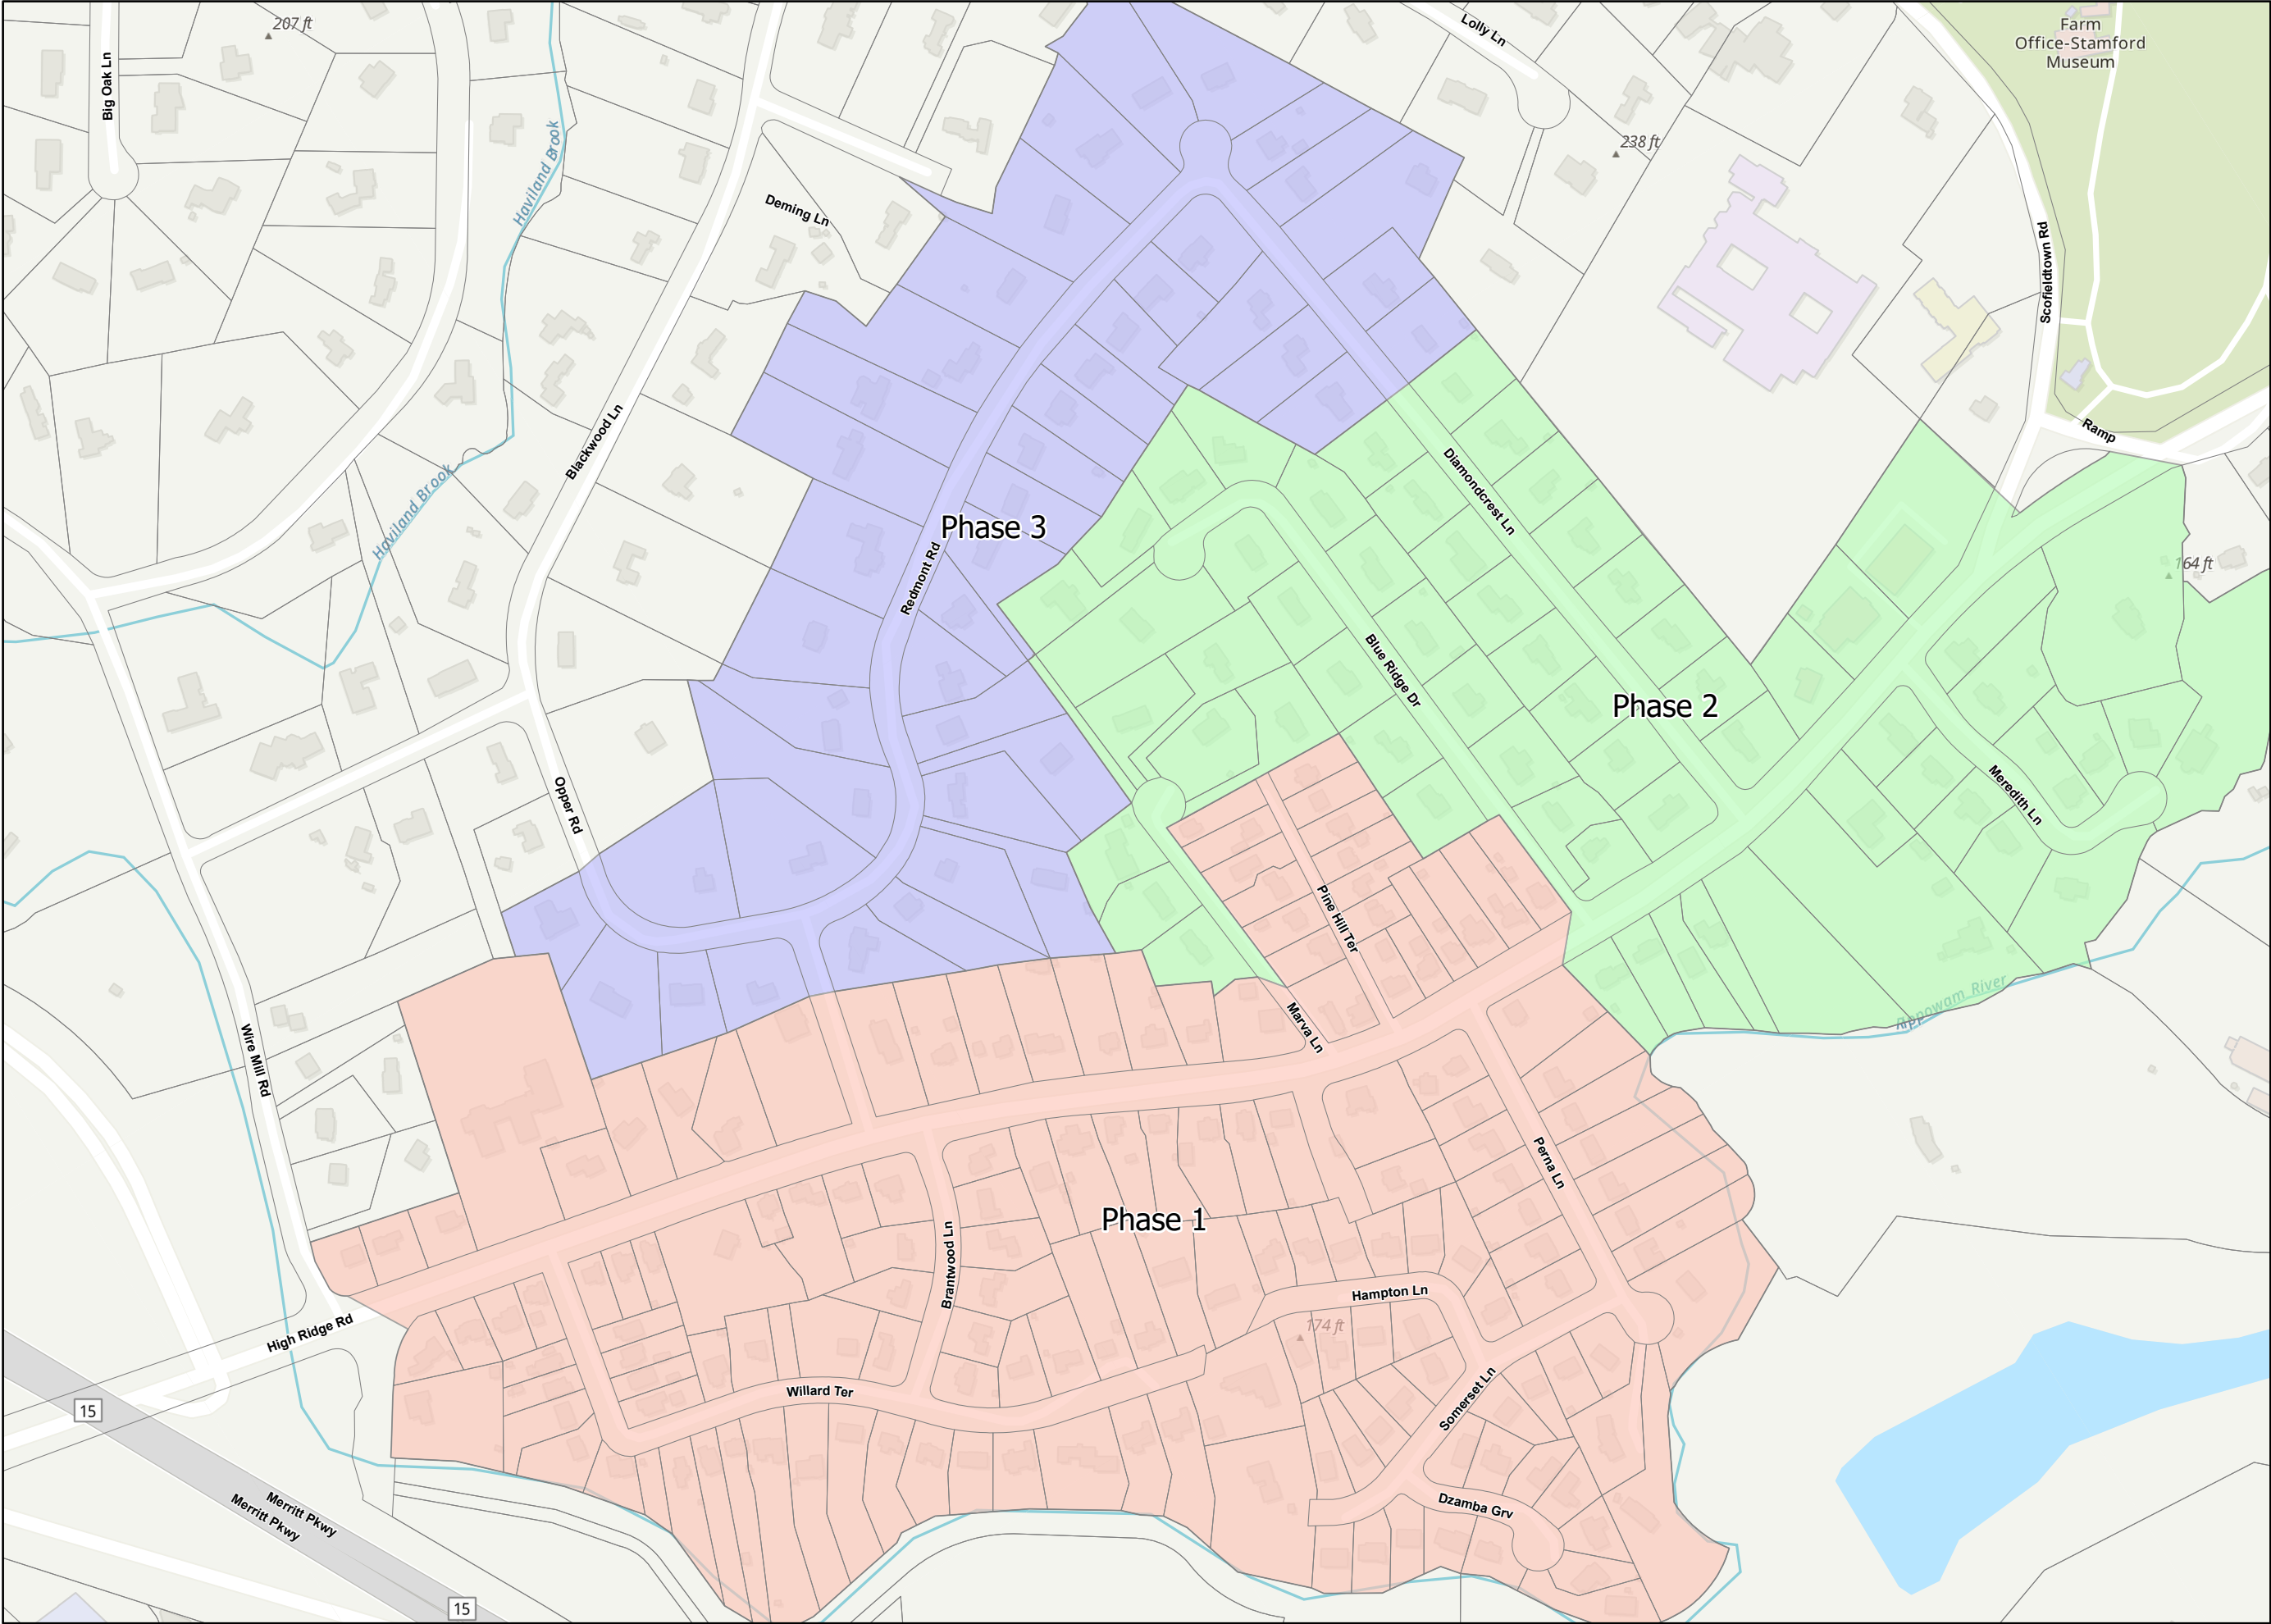 207 ft
Big Oak Ln
Haviland Brook
Lolly Ln
Farm
Office-Stamford
Museum
238 ft
Deming Ln
Scofieldtown Rd
Ramp
Blackwood Ln
Haviland Brook
Phase 3
Redmont Rd
Diamondcrest Ln
164 ft
Blue Ridge Dr
Phase 2
Meredith Ln
Opper Rd
Pine Hill Ter
Marva Ln
Rippowam River
Wire Mill Rd
Perna Ln
Phase 1
Brantwood Ln
Hampton Ln
High Ridge Rd
174 ft
Willard Ter
Somerset Ln
15
Dzamba Grv
Merritt Pkwy
Merritt Pkwy
15